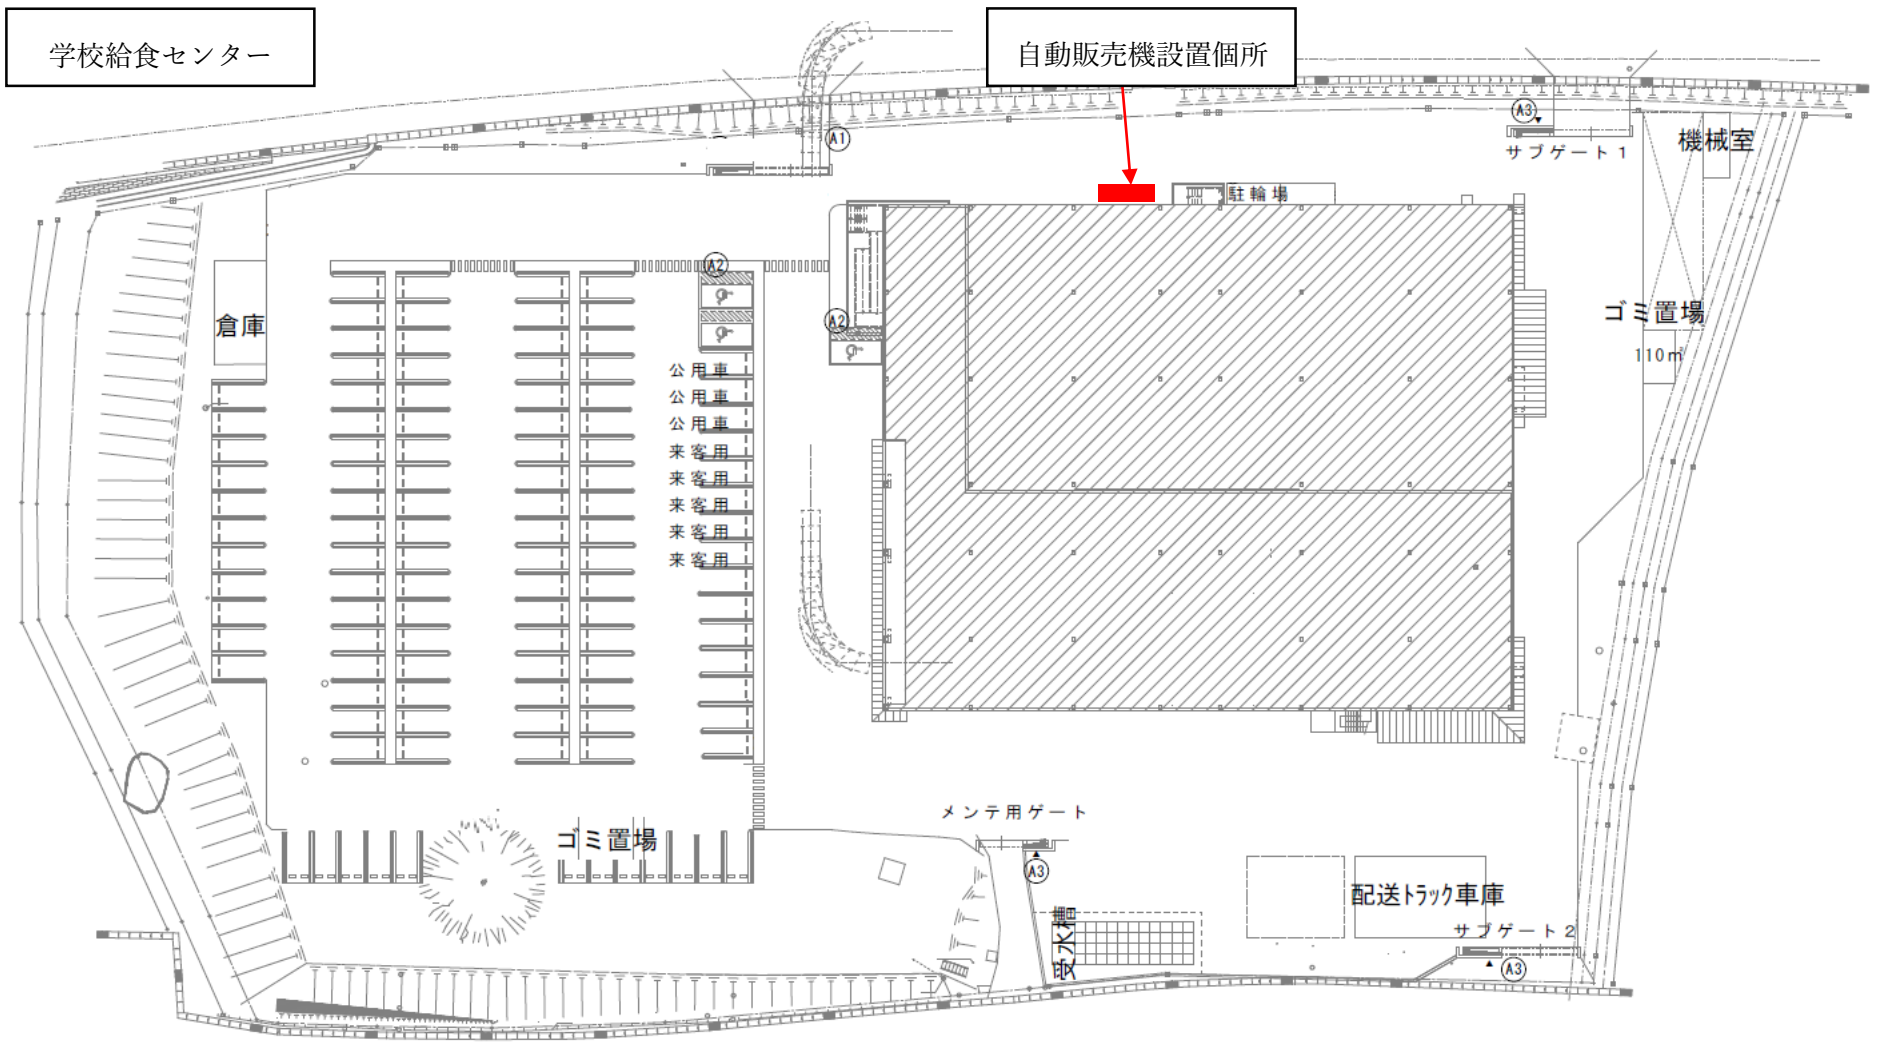 学校給食センター
自動販売機設置個所
A1
A3
サブゲート1
機械室
駐輪場
A2
A2
倉庫
ゴミ置場
110㎡
公用車
公用車
公用車
来客用
来客用
来客用
来客用
来客用
メンテ用ゲート
ゴミ置場
A3
配送トラック車庫
受水槽
サブゲート2
A3